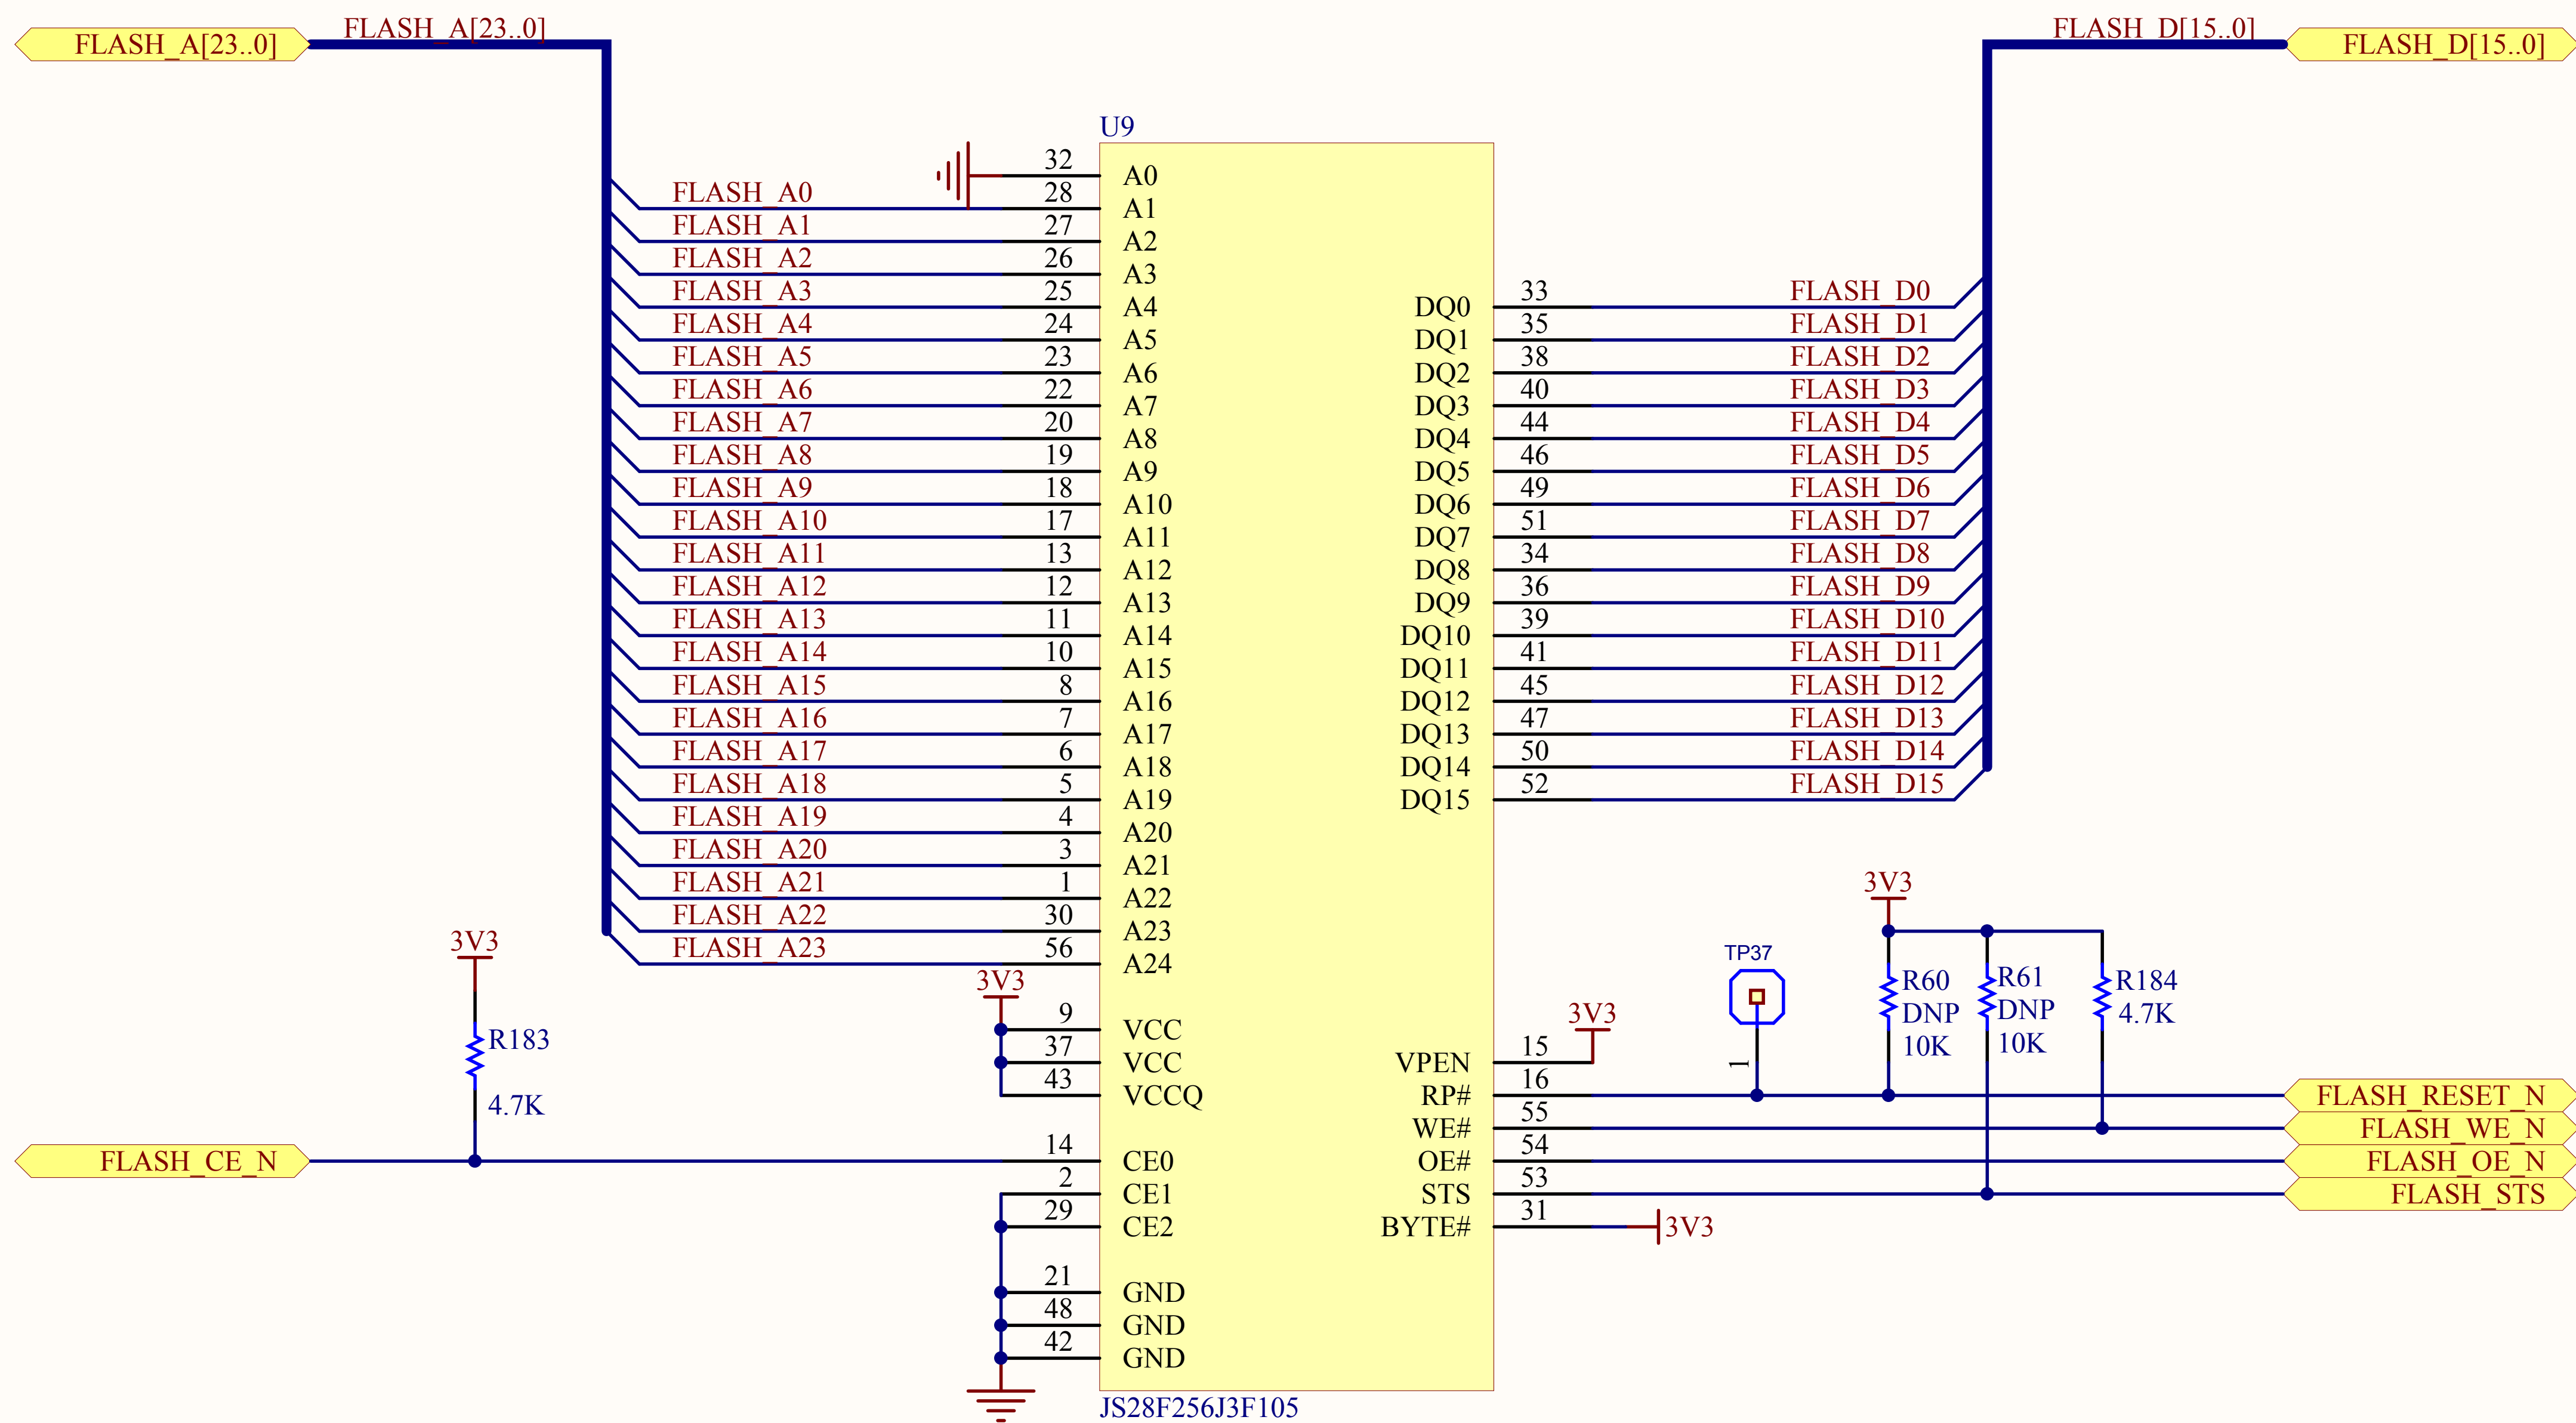 FLASH_A[23..0]
FLASH_A[23..0]
FLASH_D[15..0]
FLASH_D[15..0]
U9
32 A0
FLASH_A0 28 A1
FLASH_A1 27 A2
FLASH_A2 26 A3
FLASH_A3 25 A4
FLASH_A4 24 A5
FLASH_A5 23 A6
FLASH_A6 22 A7
FLASH_A7 20 A8
FLASH_A8 19 A9
FLASH_A9 18 A10
FLASH_A10 17 A11
FLASH_A11 13 A12
FLASH_A12 12 A13
FLASH_A13 11 A14
FLASH_A14 10 A15
FLASH_A15 8 A16
FLASH_A16 7 A17
FLASH_A17 6 A18
FLASH_A18 5 A19
FLASH_A19 4 A20
FLASH_A20 3 A21
FLASH_A21 1 A22
FLASH_A22 30 A23
FLASH_A23 56 A24
3V3
9 VCC
37 VCC
43 VCCQ
3V3
R183
4.7K
FLASH_CE_N
14 CE0
2 CE1
29 CE2
21 GND
48 GND
42 GND
DQ0 33 FLASH_D0
DQ1 35 FLASH_D1
DQ2 38 FLASH_D2
DQ3 40 FLASH_D3
DQ4 44 FLASH_D4
DQ5 46 FLASH_D5
DQ6 49 FLASH_D6
DQ7 51 FLASH_D7
DQ8 34 FLASH_D8
DQ9 36 FLASH_D9
DQ10 39 FLASH_D10
DQ11 41 FLASH_D11
DQ12 45 FLASH_D12
DQ13 47 FLASH_D13
DQ14 50 FLASH_D14
DQ15 52 FLASH_D15
3V3
TP37
1
R60
DNP
10K
R61
DNP
10K
R184
4.7K
3V3
VPEN 15
RP# 16 FLASH_RESET_N
WE# 55 FLASH_WE_N
OE# 54 FLASH_OE_N
STS 53 FLASH_STS
BYTE# 31 3V3
JS28F256J3F105